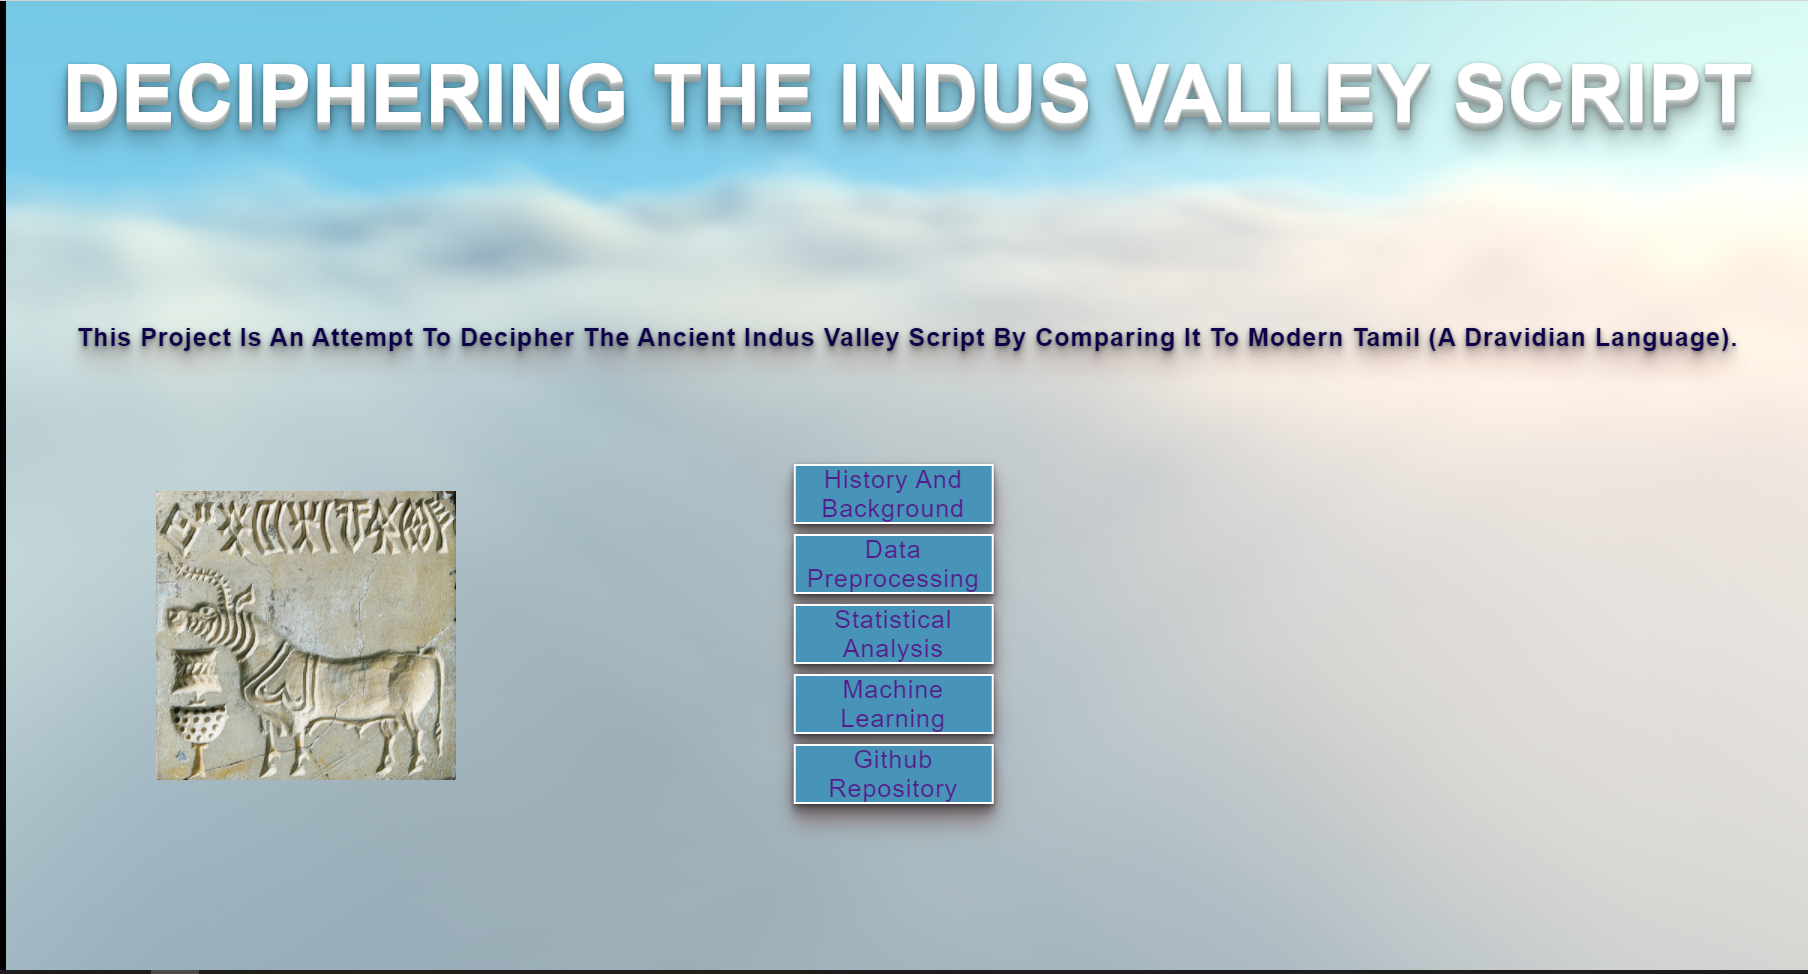 DECIPHERING THE INDUS VALLEY SCRIPT
This Project Is An Attempt To Decipher The Ancient Indus Valley Script By Comparing It To Modern Tamil (A Dravidian Language).
History And
Background
Data
Preprocessing
Statistical
Analysis
Machine
Learning
Github
Repository